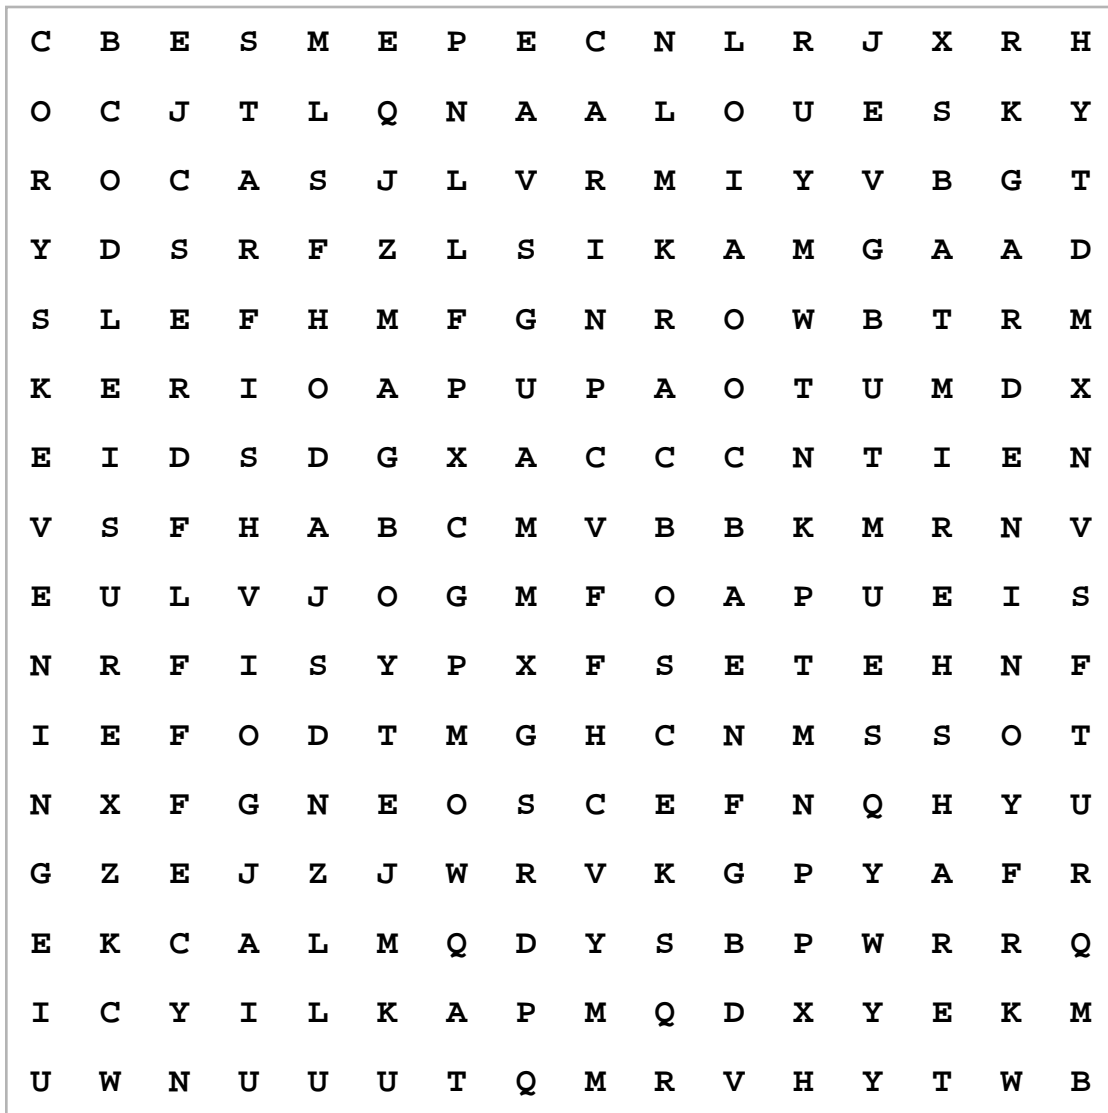 C B E S M E P E C N L R J X R H
O C J T L Q N A A L O U E S K Y
R O C A S J L V R M I Y V B G T
Y D S R F Z L S I K A M G A A D
S L E F H M F G N R O W B T R M
K E R I O A P U P A O T U M D X
E I D S D G X A C C C N T I E N
V S F H A B C M V B B K M R N V
E U L V J O G M F O A P U E I S
N R F I S Y P X F S E T E H N F
I E F O D T M G H C N M S S O T
N X F G N E O S C E F N Q H Y U
G Z E J Z J W R V K G P Y A F R
E K C A L M Q D Y S B P W R R Q
I C Y I L K A P M Q D X Y E K M
U W N U U U T Q M R V H Y T W B